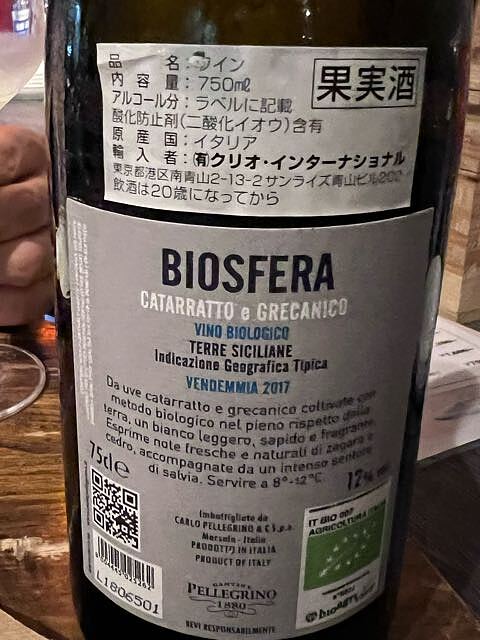 品 名：ワイン
果実酒
内 容 量：750㎖
アルコール分：ラベルに記載
酸化防止剤(二酸化イオウ)含有
原 産 国：イタリア
輸 入 者：㈲クリオ・インターナショナル
東京都港区南青山2-13-2 サンライズ青山ビル202
飲酒は20歳になってから
BIOSFERA
CATARRATTO e GRECANICO
VINO BIOLOGICO
TERRE SICILIANE
Indicazione Geografica Tipica
VENDEMMIA 2017
Da uve catarratto e grecanico coltivate con
metodo biologico nel pieno rispetto della
terra, un bianco leggero, sapido e fragrante.
Esprime note fresche e naturali di zagara e
cedro, accompagnate da un intenso sentore
di salvia. Servire a 8°-12°C.
75cl e
12%
Imbottigliato da
CARLO PELLEGRINO & C S.p.a.
Marsala - Italia
PRODOTTO IN ITALIA
PRODUCT OF ITALY
IT BIO 007
AGRICOLTURA
L1806501
CANTINE
PELLEGRINO
1880
BEVI RESPONSABILMENTE